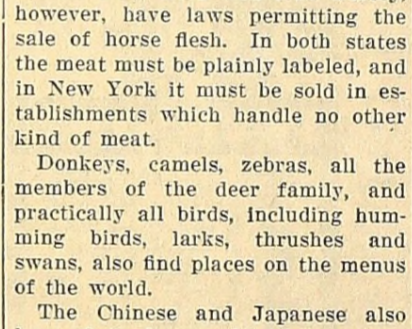 however, have laws permitting the
sale of horse flesh. In both states
the meat must be plainly labeled, and
in New York it must be sold in es-
tablishments which handle no other
kind of meat.
Donkeys, camels, zebras, all the
members of the deer family, and
practically all birds, including hum-
ming birds, larks, thrushes and
swans, also find places on the menus
of the world.
The Chinese and Japanese also